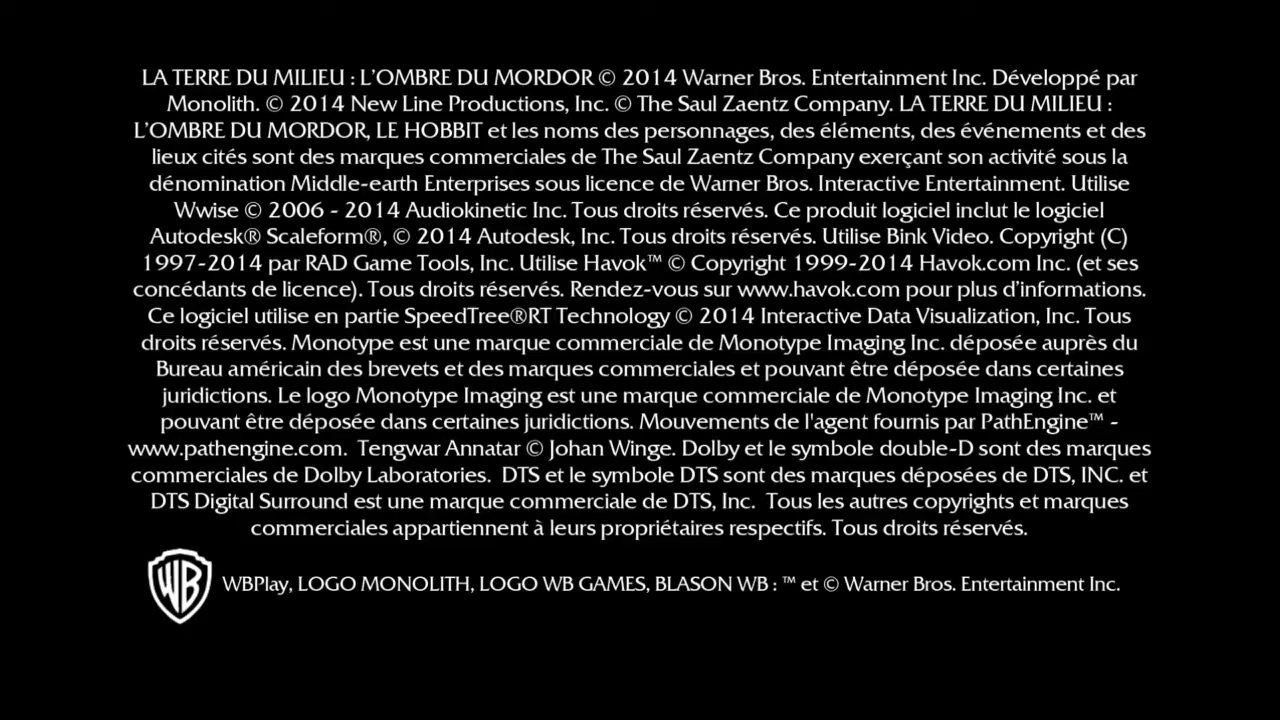 LA TERRE DU MILIEU : L'OMBRE DU MORDOR © 2014 Warner Bros. Entertainment Inc. Développé par
Monolith. © 2014 New Line Productions, Inc. © The Saul Zaentz Company. LA TERRE DU MILIEU :
L'OMBRE DU MORDOR, LE HOBBIT et les noms des personnages, des éléments, des événements et des
lieux cités sont des marques commerciales de The Saul Zaentz Company exerçant son activité sous la
dénomination Middle-earth Enterprises sous licence de Warner Bros. Interactive Entertainment. Utilise
Wwise © 2006 - 2014 Audiokinetic Inc. Tous droits réservés. Ce produit logiciel inclut le logiciel
Autodesk® Scaleform®, © 2014 Autodesk, Inc. Tous droits réservés. Utilise Bink Video. Copyright (C)
1997-2014 par RAD Game Tools, Inc. Utilise Havok™ © Copyright 1999-2014 Havok.com Inc. (et ses
concédants de licence). Tous droits réservés. Rendez-vous sur www.havok.com pour plus d'informations.
Ce logiciel utilise en partie SpeedTree®RT Technology © 2014 Interactive Data Visualization, Inc. Tous
droits réservés. Monotype est une marque commerciale de Monotype Imaging Inc. déposée auprès du
Bureau américain des brevets et des marques commerciales et pouvant être déposée dans certaines
juridictions. Le logo Monotype Imaging est une marque commerciale de Monotype Imaging Inc. et
pouvant être déposée dans certaines juridictions. Mouvements de l'agent fournis par PathEngine™ -
www.pathengine.com.  Tengwar Annatar © Johan Winge. Dolby et le symbole double-D sont des marques
commerciales de Dolby Laboratories.  DTS et le symbole DTS sont des marques déposées de DTS, INC. et
DTS Digital Surround est une marque commerciale de DTS, Inc.  Tous les autres copyrights et marques
commerciales appartiennent à leurs propriétaires respectifs. Tous droits réservés.
WB WBPlay, LOGO MONOLITH, LOGO WB GAMES, BLASON WB : ™ et © Warner Bros. Entertainment Inc.